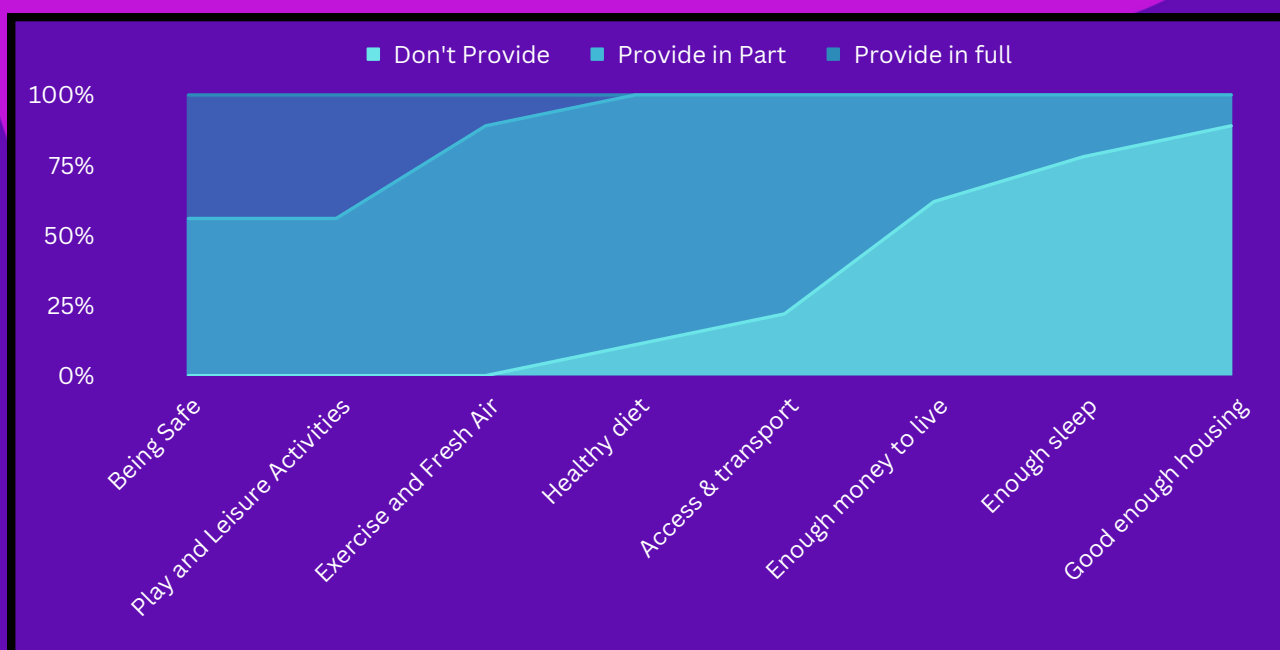 Don't Provide Provide in Part Provide in full
100%
75%
50%
25%
0%
Being Safe
Play and Leisure Activities
Exercise and Fresh Air
Healthy diet
Access & transport
Enough money to live
Enough sleep
Good enough housing